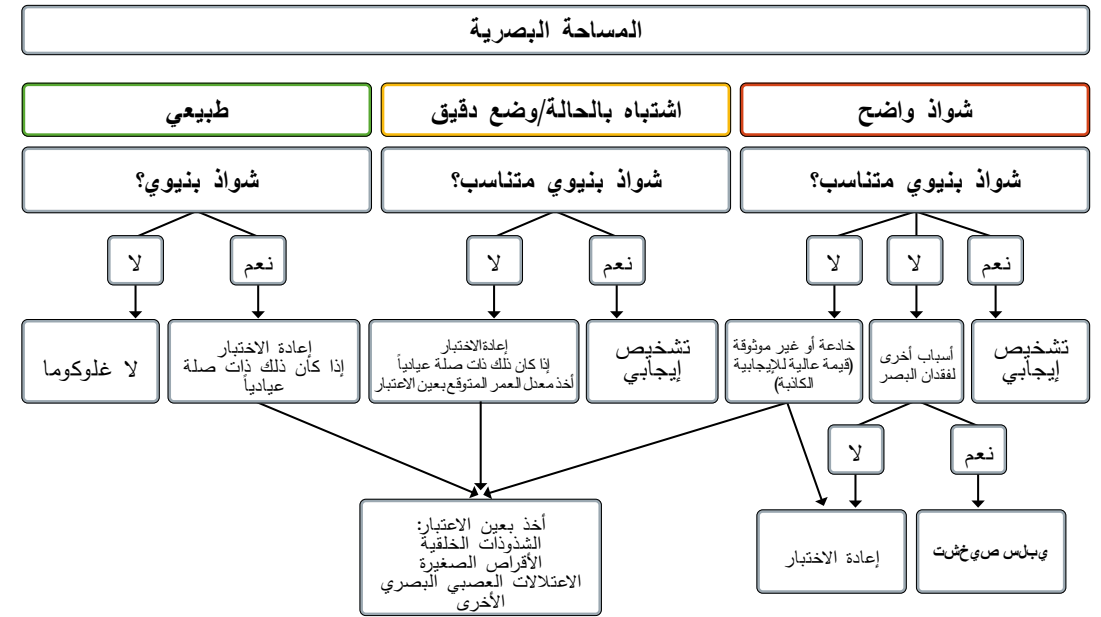 المساحة البصرية
شواذ واضح
اشتباه بالحالة/وضع دقيق
طبيعي
شواذ بنيوي متناسب؟
شواذ بنيوي متناسب؟
شواذ بنيوي؟
نعم
لا
لا
نعم
لا
نعم
لا
تشخيص
إيجابي
أسباب أخرى
لفقدان البصر
خادعة أو غير موثوقة
(قيمة عالية للإيجابية
الكاذبة)
تشخيص
إيجابي
إعادةالاختبار
إذا كان ذلك ذات صلة عيادياً
أخذ معدل العمر المتوقع بعين الاعتبار
إعادة الاختبار
إذا كان ذلك ذات صلة
عيادياً
لا غلوكوما
نعم
لا
يبلس صيخشت
إعادة الاختبار
أخذ بعين الاعتبار:
الشذوذات الخلقية
الأقراص الصغيرة
الاعتلالات العصبي البصري
الأخرى